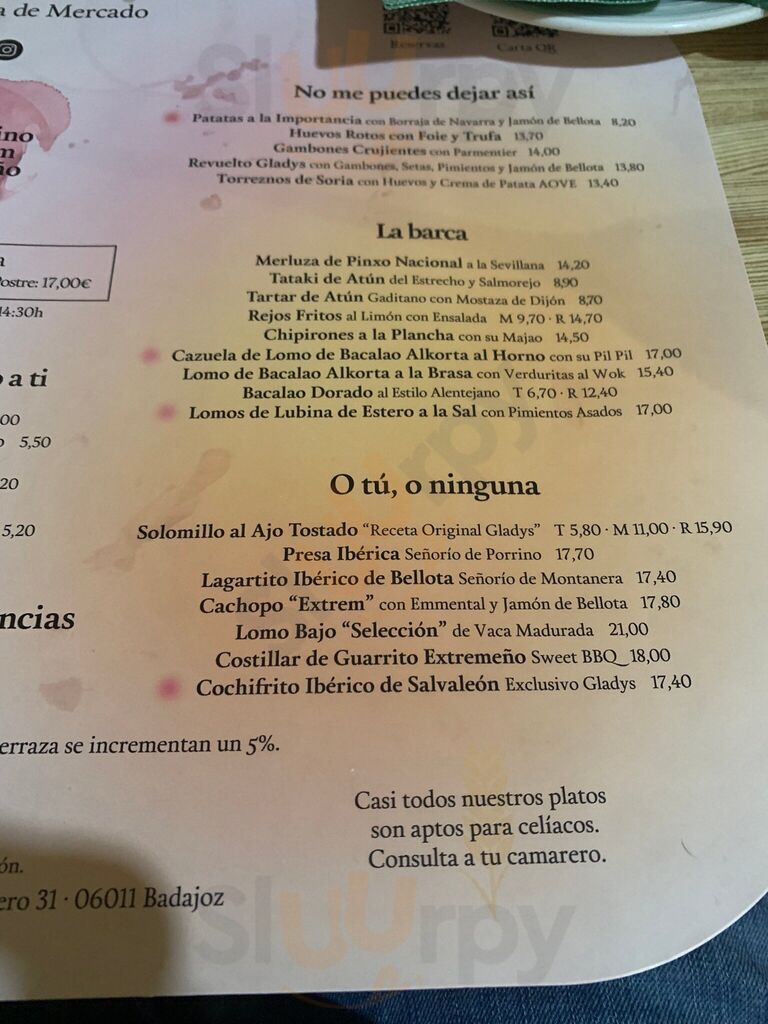 a de Mercado
Reservas
Carta QR
ino
m
ño
a
Postre: 17,00€
14:30h
o a ti
00
o 5,50
20
5,20
ncias
No me puedes dejar así
Patatas a la Importancia con Borraja de Navarra y Jamón de Bellota 8,20
Huevos Rotos con Foie y Trufa 13,70
Gambones Crujientes con Parmentier 14,00
Revuelto Gladys con Gambones, Setas, Pimientos y Jamón de Bellota 13,80
Torreznos de Soria con Huevos y Crema de Patata AOVE 13,40
La barca
Merluza de Pinxo Nacional a la Sevillana 14,20
Tataki de Atún del Estrecho y Salmorejo 8,90
Tartar de Atún Gaditano con Mostaza de Dijón 8,70
Rejos Fritos al Limón con Ensalada M 9,70 · R 14,70
Chipirones a la Plancha con su Majao 14,50
Cazuela de Lomo de Bacalao Alkorta al Horno con su Pil Pil 17,00
Lomo de Bacalao Alkorta a la Brasa con Verduritas al Wok 15,40
Bacalao Dorado al Estilo Alentejano T 6,70 · R 12,40
Lomos de Lubina de Estero a la Sal con Pimientos Asados 17,00
O tú, o ninguna
Solomillo al Ajo Tostado "Receta Original Gladys" T 5,80 · M 11,00 · R 15,90
Presa Ibérica Señorío de Porrino 17,70
Lagartito Ibérico de Bellota Señorío de Montanera 17,40
Cachopo "Extrem" con Emmental y Jamón de Bellota 17,80
Lomo Bajo "Selección" de Vaca Madurada 21,00
Costillar de Guarrito Extremeño Sweet BBQ_18,00
Cochifrito Ibérico de Salvaleón Exclusivo Gladys 17,40
erraza se incrementan un 5%.
Casi todos nuestros platos
son aptos para celíacos.
Consulta a tu camarero.
ón.
ero 31 · 06011 Badajoz
Sluurpy
Sluurpy